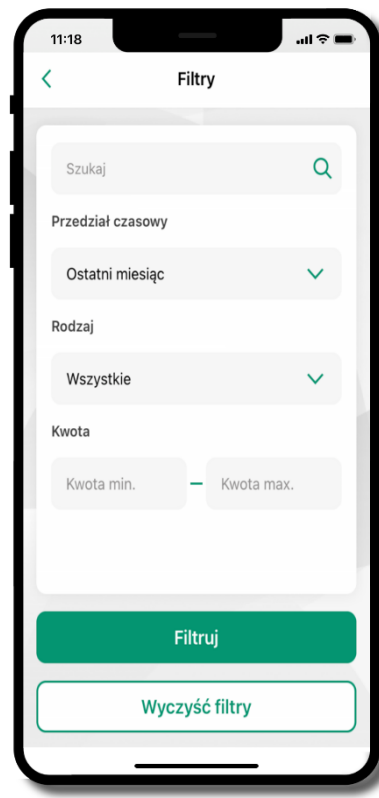 11:18
Filtry
Szukaj
Przedział czasowy
Ostatni miesiąc
Rodzaj
Wszystkie
Kwota
Kwota min. – Kwota max.
Filtruj
Wyczyść filtry